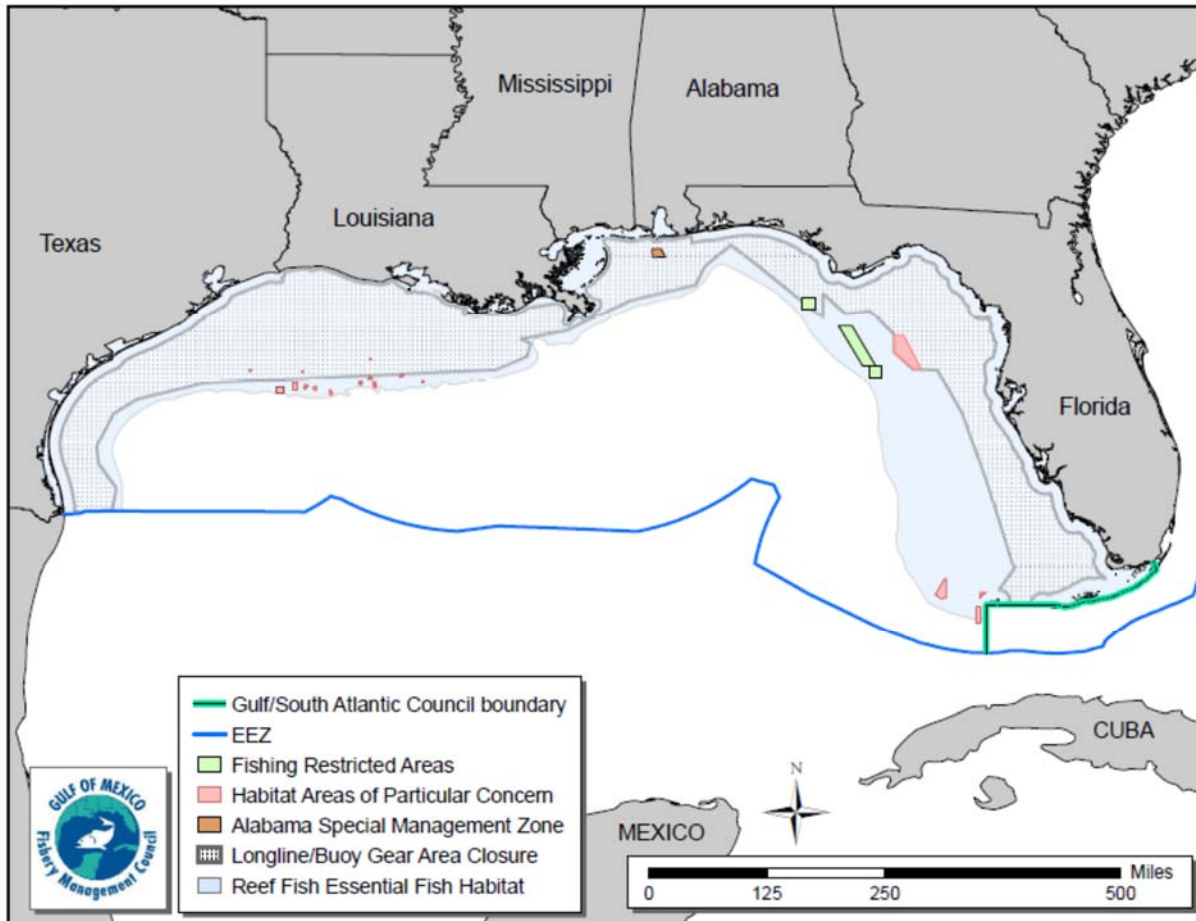 Mississippi
Alabama
Louisiana
Texas
Florida
Gulf/South Atlantic Council boundary
EEZ
Fishing Restricted Areas
Habitat Areas of Particular Concern
Alabama Special Management Zone
Longline/Buoy Gear Area Closure
Reef Fish Essential Fish Habitat
GULF OF MEXICO
Fishery Management Council
CUBA
N
MEXICO
Miles
0 125 250 500